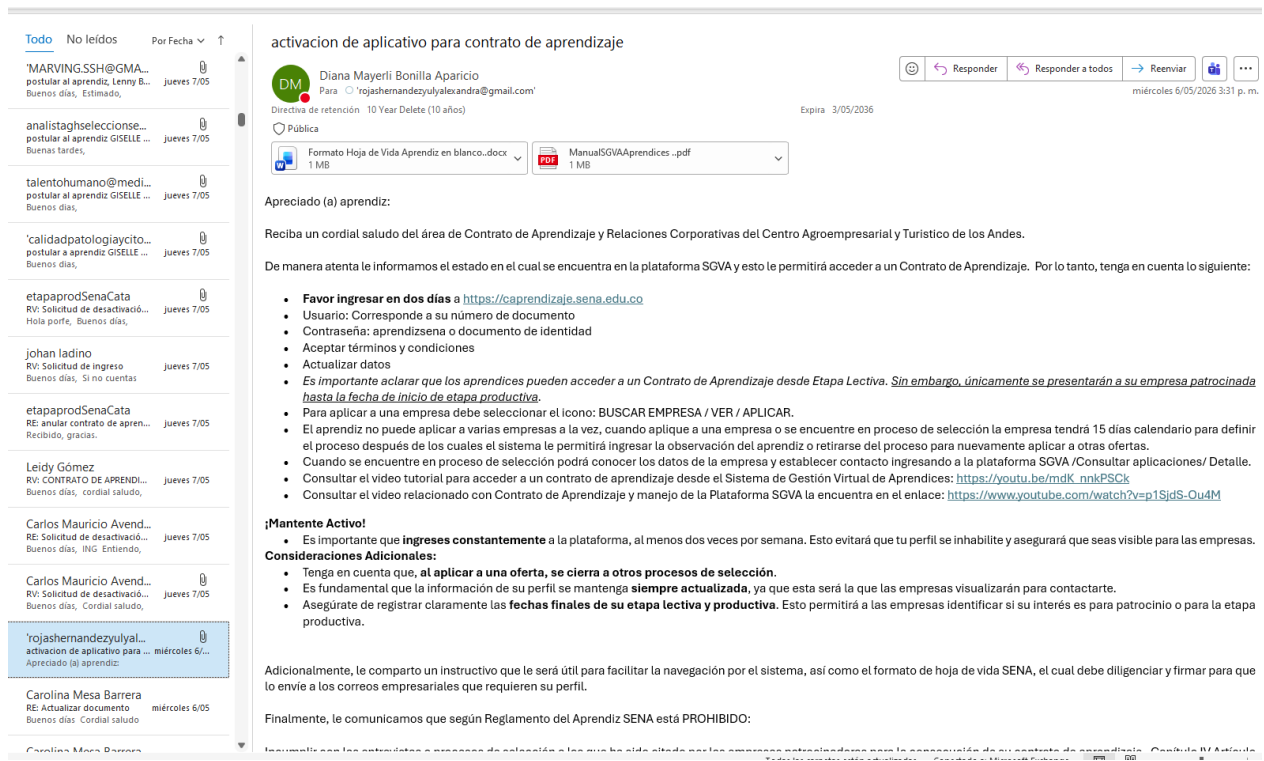 Todo No leídos Por Fecha
'MARVING.SSH@GMA...
postular al aprendiz, Lenny B... jueves 7/05
Buenos días, Estimado,
analistaghseleccionse...
postular al aprendiz GISELLE ... jueves 7/05
Buenas tardes,
talentohumano@medi...
postular al aprendiz GISELLE ... jueves 7/05
Buenos dias,
'calidadpatologiaycito...
postular a aprendiz GISELLE ... jueves 7/05
Buenos dias,
etapaprodSenaCata
RV: Solicitud de desactivació... jueves 7/05
Hola porfe, Buenos días,
johan ladino
RV: Solicitud de ingreso jueves 7/05
Buenos días, Si no cuentas
etapaprodSenaCata
RE: anular contrato de apren... jueves 7/05
Recibido, gracias.
Leidy Gómez
RV: CONTRATO DE APRENDI... jueves 7/05
Buenos días, cordial saludo,
Carlos Mauricio Avend...
RE: Solicitud de desactivació... jueves 7/05
Buenos días, ING Entiendo,
Carlos Mauricio Avend...
RV: Solicitud de desactivació... jueves 7/05
Buenos días, Cordial saludo,
'rojashernandezyulyal...
activacion de aplicativo para ... miércoles 6/...
Apreciado (a) aprendiz:
Carolina Mesa Barrera
RE: Actualizar documento miércoles 6/05
Buenos días Cordial saludo
Carolina Mesa Barrera
activacion de aplicativo para contrato de aprendizaje
DM
Diana Mayerli Bonilla Aparicio
Para 'rojashernandezyulyalexandra@gmail.com'
Responder Responder a todos Reenviar
miércoles 6/05/2026 3:31 p. m.
Directiva de retención 10 Year Delete (10 años) Expira 3/05/2036
Pública
Formato Hoja de Vida Aprendiz en blanco..docx
1 MB
PDF ManualSGVAAprendices ..pdf
1 MB
Apreciado (a) aprendiz:
Reciba un cordial saludo del área de Contrato de Aprendizaje y Relaciones Corporativas del Centro Agroempresarial y Turistico de los Andes.
De manera atenta le informamos el estado en el cual se encuentra en la plataforma SGVA y esto le permitirá acceder a un Contrato de Aprendizaje. Por lo tanto, tenga en cuenta lo siguiente:
• Favor ingresar en dos días a https://caprendizaje.sena.edu.co
• Usuario: Corresponde a su número de documento
• Contraseña: aprendizsena o documento de identidad
• Aceptar términos y condiciones
• Actualizar datos
• Es importante aclarar que los aprendices pueden acceder a un Contrato de Aprendizaje desde Etapa Lectiva. Sin embargo, únicamente se presentarán a su empresa patrocinada
hasta la fecha de inicio de etapa productiva.
• Para aplicar a una empresa debe seleccionar el icono: BUSCAR EMPRESA / VER / APLICAR.
• El aprendiz no puede aplicar a varias empresas a la vez, cuando aplique a una empresa o se encuentre en proceso de selección la empresa tendrá 15 días calendario para definir
el proceso después de los cuales el sistema le permitirá ingresar la observación del aprendiz o retirarse del proceso para nuevamente aplicar a otras ofertas.
• Cuando se encuentre en proceso de selección podrá conocer los datos de la empresa y establecer contacto ingresando a la plataforma SGVA /Consultar aplicaciones/ Detalle.
• Consultar el video tutorial para acceder a un contrato de aprendizaje desde el Sistema de Gestión Virtual de Aprendices: https://youtu.be/mdK_nnkPSCk
• Consultar el video relacionado con Contrato de Aprendizaje y manejo de la Plataforma SGVA la encuentra en el enlace: https://www.youtube.com/watch?v=p1SjdS-Ou4M
¡Mantente Activo!
• Es importante que ingreses constantemente a la plataforma, al menos dos veces por semana. Esto evitará que tu perfil se inhabilite y asegurará que seas visible para las empresas.
Consideraciones Adicionales:
• Tenga en cuenta que, al aplicar a una oferta, se cierra a otros procesos de selección.
• Es fundamental que la información de su perfil se mantenga siempre actualizada, ya que esta será la que las empresas visualizarán para contactarte.
• Asegúrate de registrar claramente las fechas finales de su etapa lectiva y productiva. Esto permitirá a las empresas identificar si su interés es para patrocinio o para la etapa
productiva.
Adicionalmente, le comparto un instructivo que le será útil para facilitar la navegación por el sistema, así como el formato de hoja de vida SENA, el cual debe diligenciar y firmar para que
lo envíe a los correos empresariales que requieren su perfil.
Finalmente, le comunicamos que según Reglamento del Aprendiz SENA está PROHIBIDO: